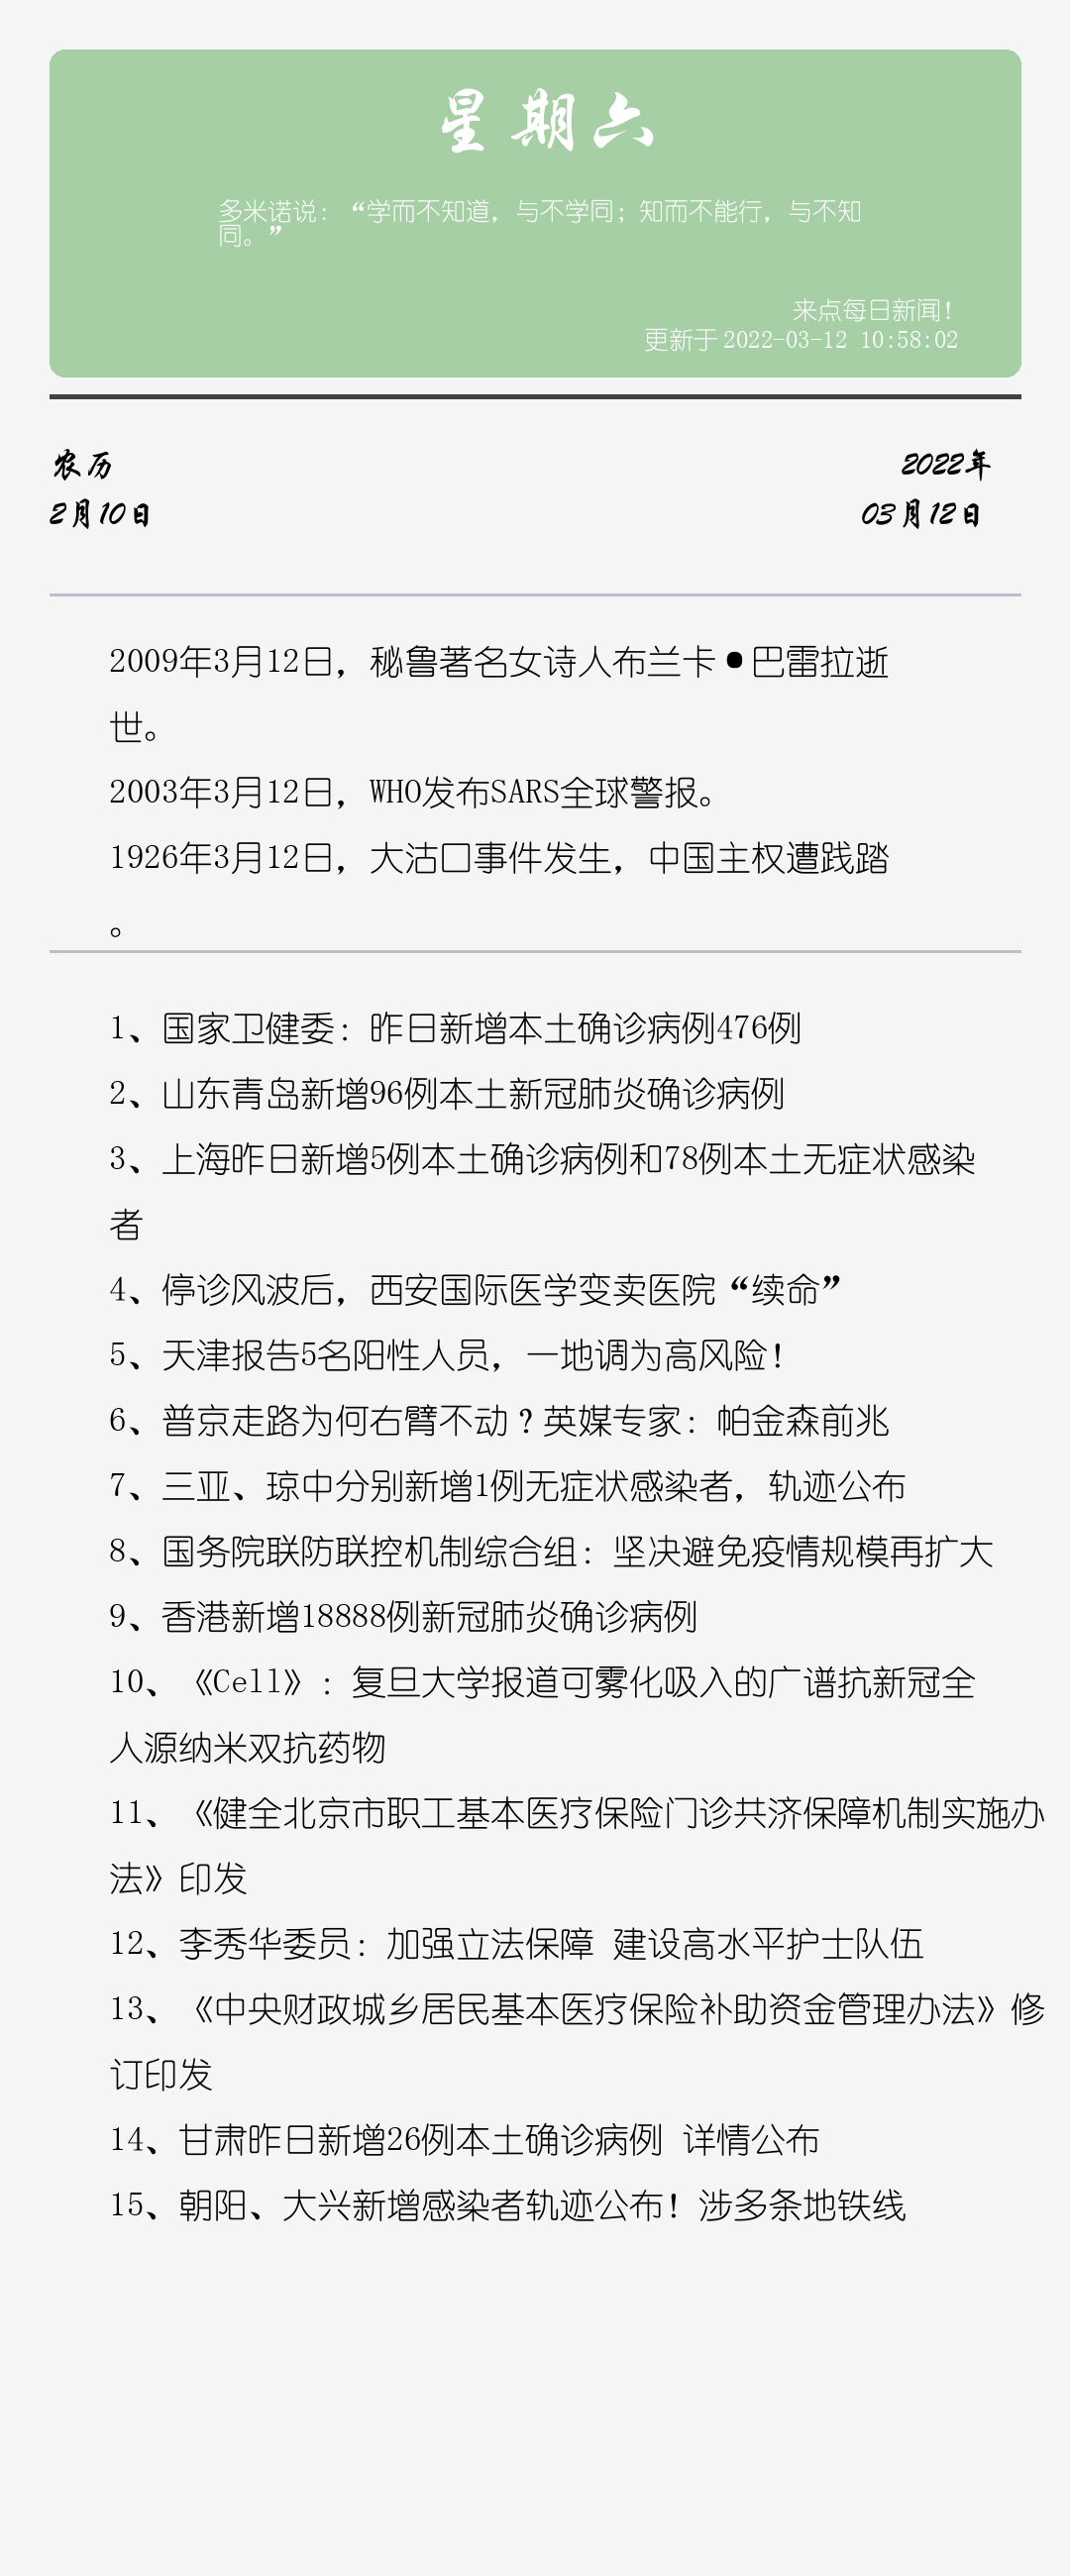 星期六
多米诺说：“学而不知道，与不学同；知而不能行，与不知
同。”
来点每日新闻！
更新于2022-03-12 10:58:02
农历
2月10日
2022年
03月12日
2009年3月12日，秘鲁著名女诗人布兰卡•巴雷拉逝
世。
2003年3月12日，WHO发布SARS全球警报。
1926年3月12日，大沽口事件发生，中国主权遭践踏
。
1、国家卫健委：昨日新增本土确诊病例476例
2、山东青岛新增96例本土新冠肺炎确诊病例
3、上海昨日新增5例本土确诊病例和78例本土无症状感染
者
4、停诊风波后，西安国际医学变卖医院“续命”
5、天津报告5名阳性人员，一地调为高风险！
6、普京走路为何右臂不动？英媒专家：帕金森前兆
7、三亚、琼中分别新增1例无症状感染者，轨迹公布
8、国务院联防联控机制综合组：坚决避免疫情规模再扩大
9、香港新增18888例新冠肺炎确诊病例
10、《Cell》：复旦大学报道可雾化吸入的广谱抗新冠全
人源纳米双抗药物
11、《健全北京市职工基本医疗保险门诊共济保障机制实施办
法》印发
12、李秀华委员：加强立法保障 建设高水平护士队伍
13、《中央财政城乡居民基本医疗保险补助资金管理办法》修
订印发
14、甘肃昨日新增26例本土确诊病例 详情公布
15、朝阳、大兴新增感染者轨迹公布！涉多条地铁线